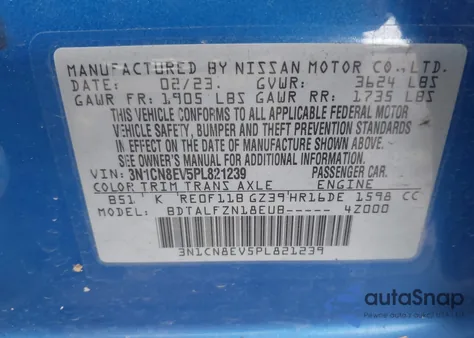 MANUFACTURED BY NISSAN MOTOR CO.,LTD.
DATE: 02/23. GVWR: 3624 LBS
GAWR FR: 1905 LBS GAWR RR: 1735 LBS
THIS VEHICLE CONFORMS TO ALL APPLICABLE FEDERAL MOTOR
VEHICLE SAFETY, BUMPER AND THEFT PREVENTION STANDARDS
IN EFFECT ON THE DATE OF MANUFACTURE SHOWN ABOVE.
SEE OWNER'S MANUAL FOR ADDITIONAL INFORMATION
VIN: 3N1CN8EV5PL821239 PASSENGER CAR
COLOR TRIM TRANS AXLE ENGINE
B51 K RE0F11B GZ39 HR16DE 1598 CC
MODEL: BDTALFZN18EUB----- 4Z000
3N1CN8EV5PL821239
autoSnap